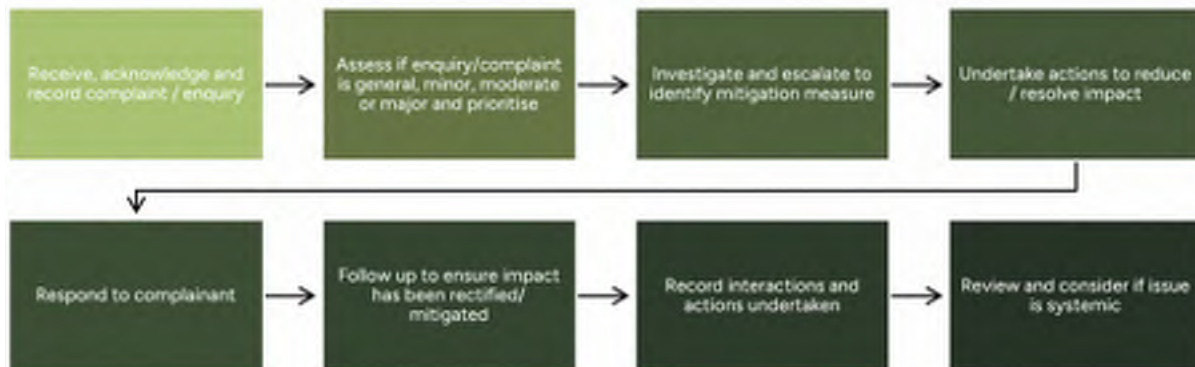 Receive, acknowledge and
record complaint / enquiry
Assess if enquiry/complaint
is general, minor, moderate
or major and prioritise
Investigate and escalate to
identify mitigation measure
Undertake actions to reduce
/ resolve impact
Respond to complainant
Follow up to ensure impact
has been rectified/
mitigated
Record interactions and
actions undertaken
Review and consider if issue
is systemic